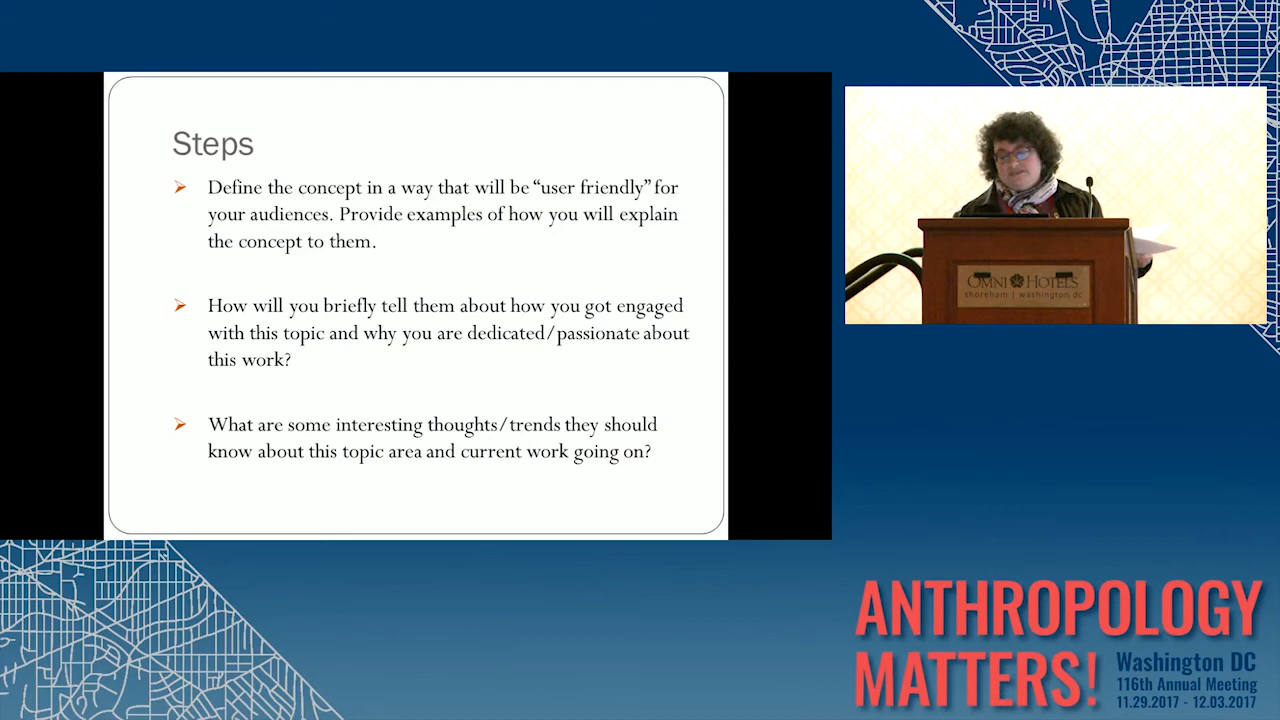 Steps
Define the concept in a way that will be “user friendly” for
your audiences. Provide examples of how you will explain
the concept to them.
How will you briefly tell them about how you got engaged
with this topic and why you are dedicated/passionate about
this work?
What are some interesting thoughts/trends they should
know about this topic area and current work going on?
OMNI HOTELS
shoreham | washington dc
ANTHROPOLOGY
MATTERS!
Washington DC
116th Annual Meeting
11.29.2017 - 12.03.2017